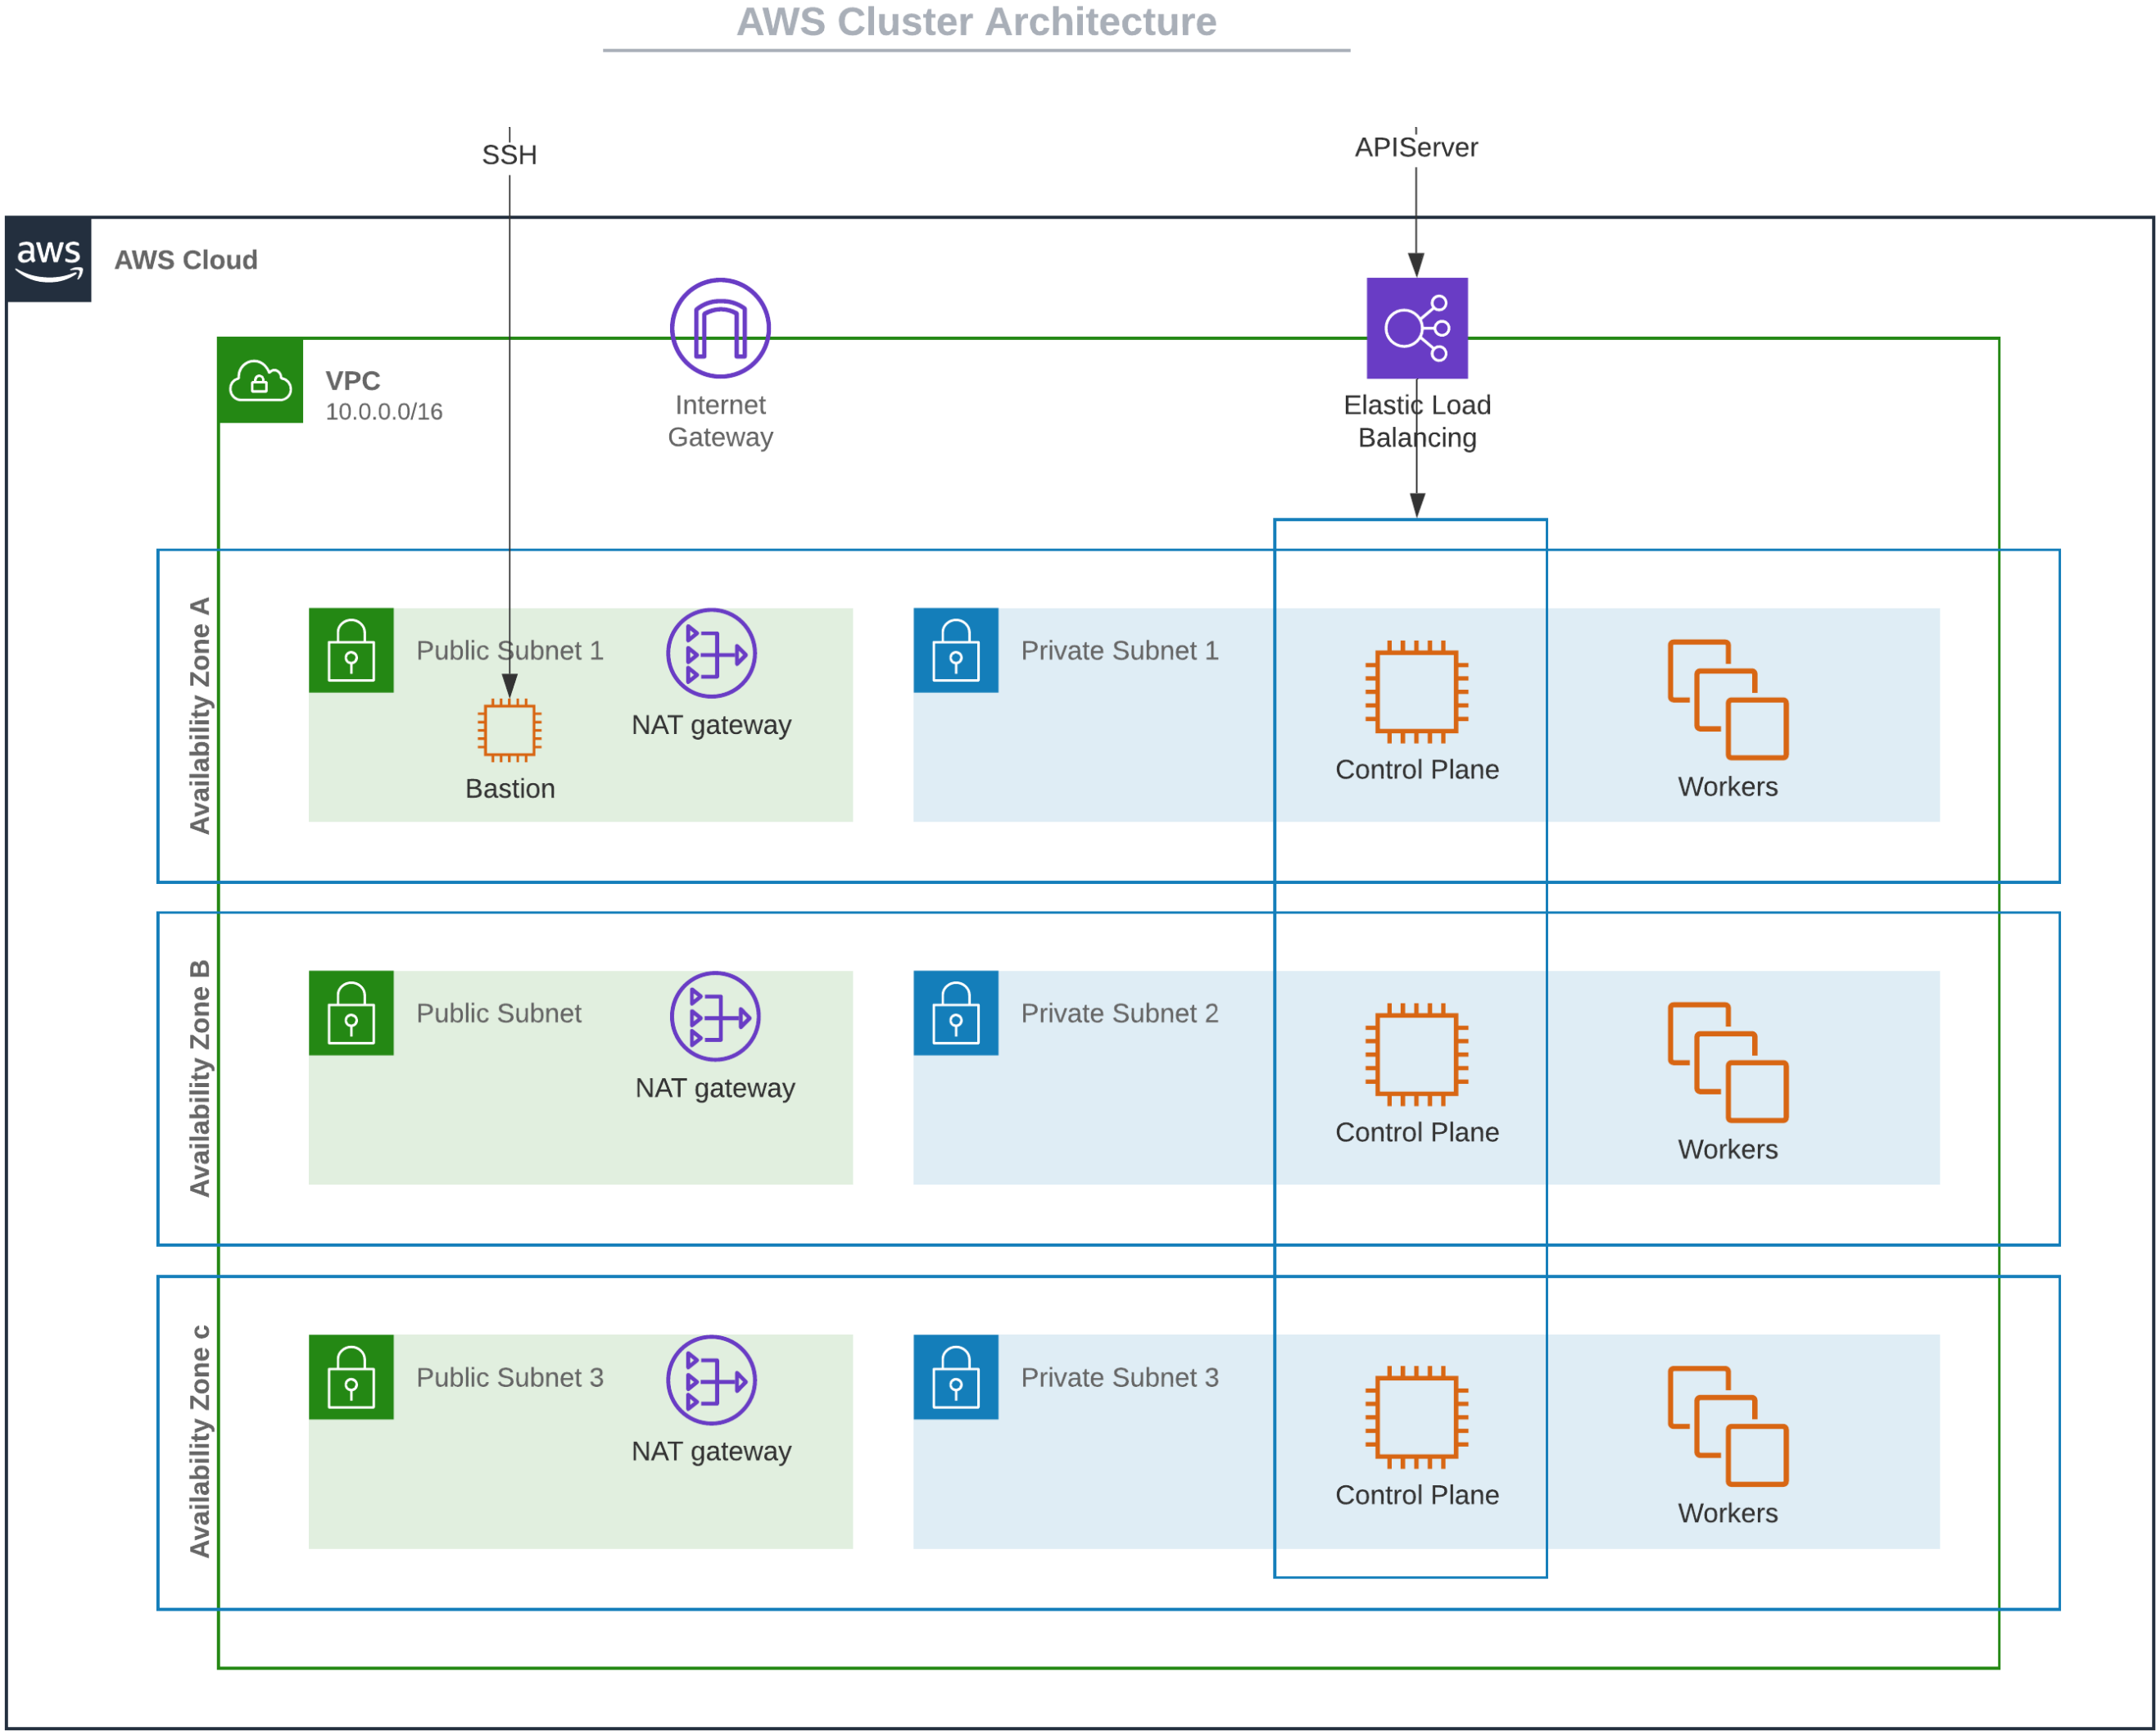 AWS Cluster Architecture
SSH
APIServer
aws
AWS Cloud
VPC
10.0.0.0/16
Internet
Gateway
Elastic Load
Balancing
Availability Zone A
Public Subnet 1
NAT gateway
Bastion
Private Subnet 1
Control Plane
Workers
Availability Zone B
Public Subnet
NAT gateway
Private Subnet 2
Control Plane
Workers
Availability Zone c
Public Subnet 3
NAT gateway
Private Subnet 3
Control Plane
Workers